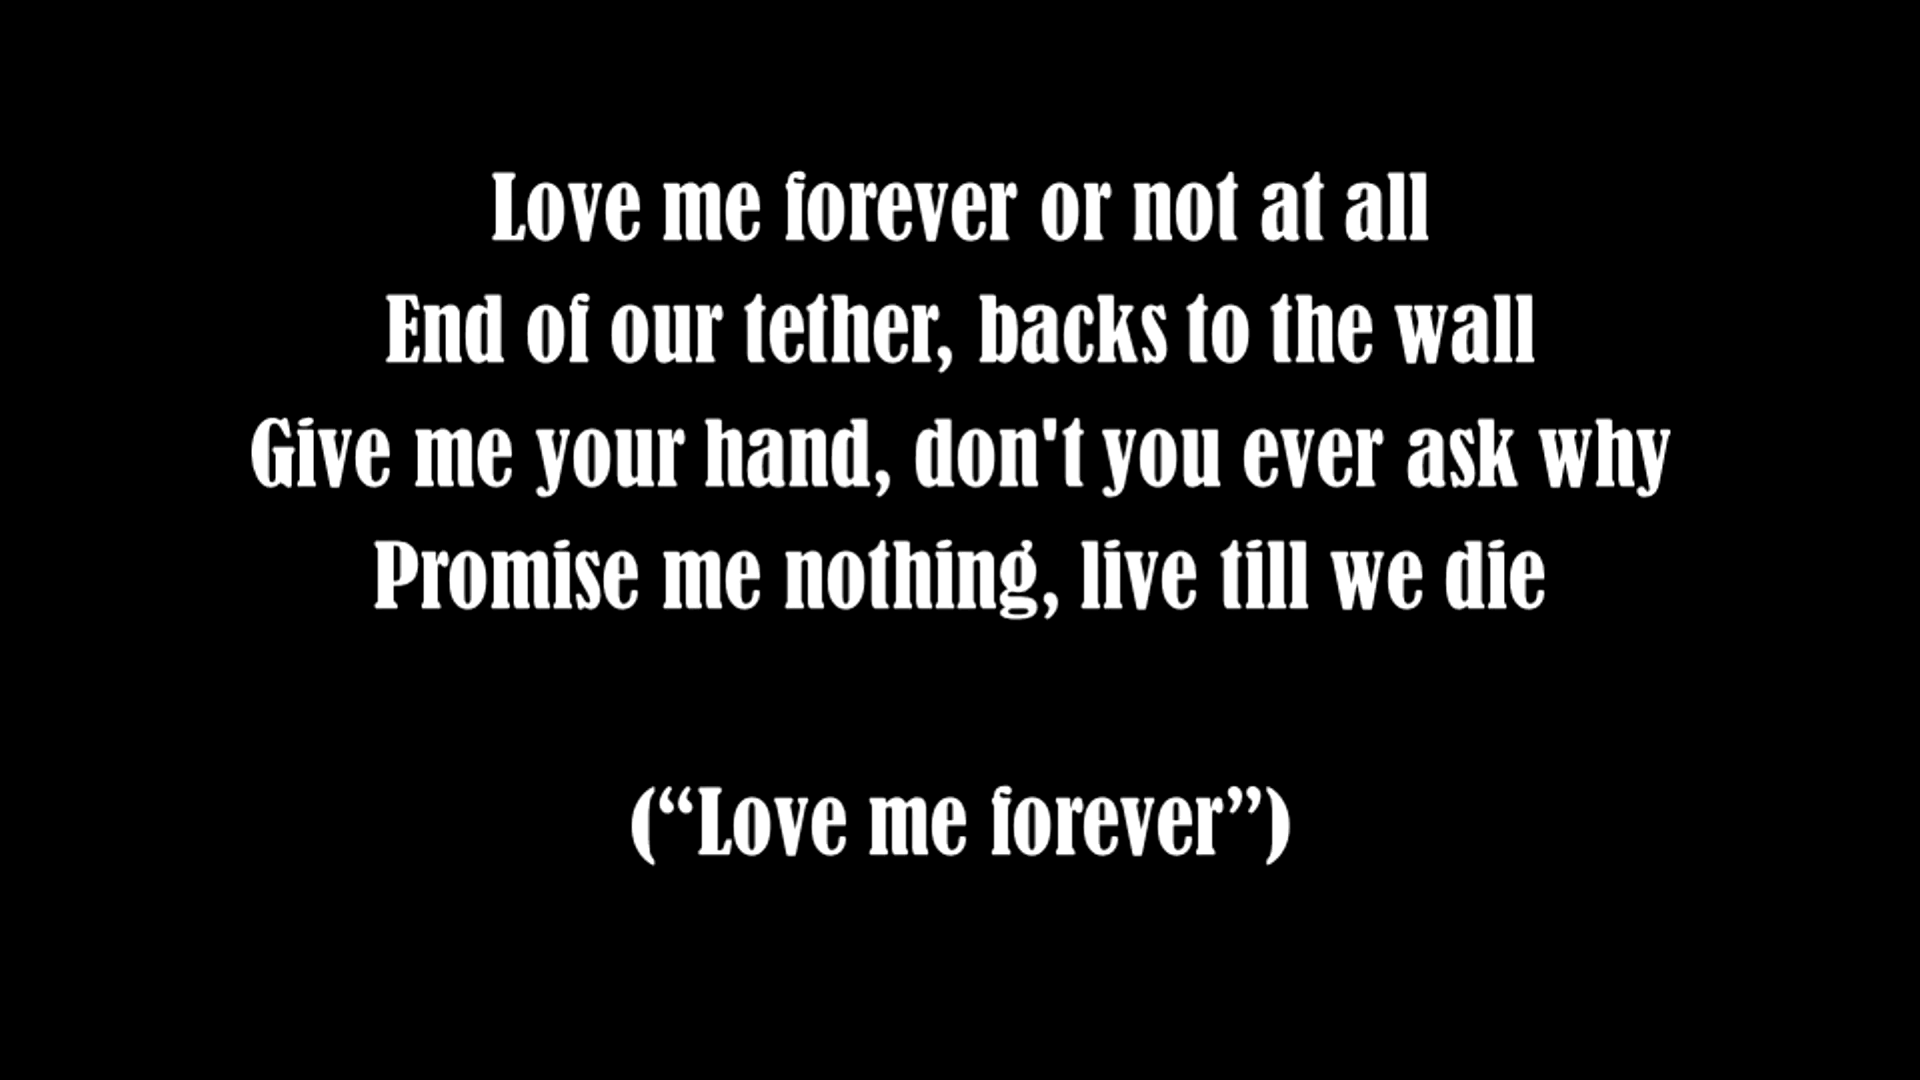 Love me forever or not at all
End of our tether, backs to the wall
Give me your hand, don't you ever ask why
Promise me nothing, live till we die
(“Love me forever”)